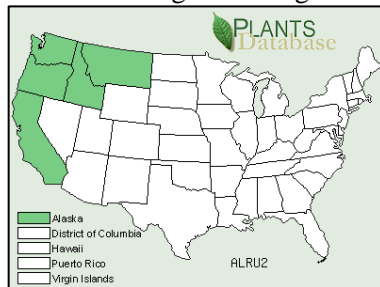 PLANTS
Database
Alaska
District of Columbia
Hawaii
Puerto Rico
Virgin Islands
ALRU2